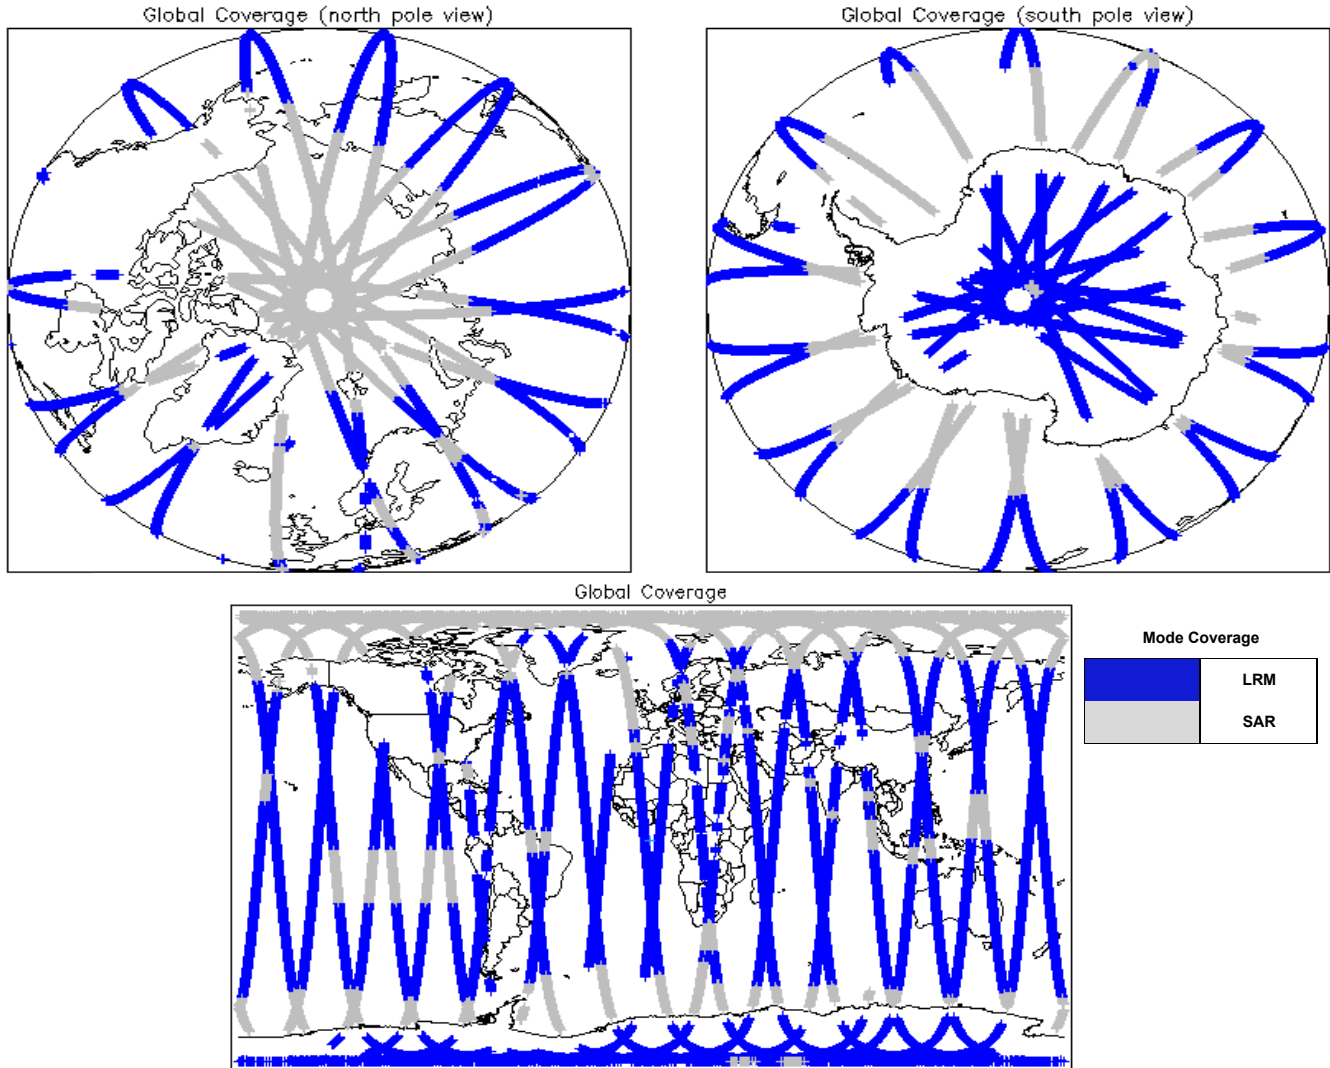 Global Coverage (north pole view)
Global Coverage (south pole view)
Global Coverage
Mode Coverage
LRM
SAR